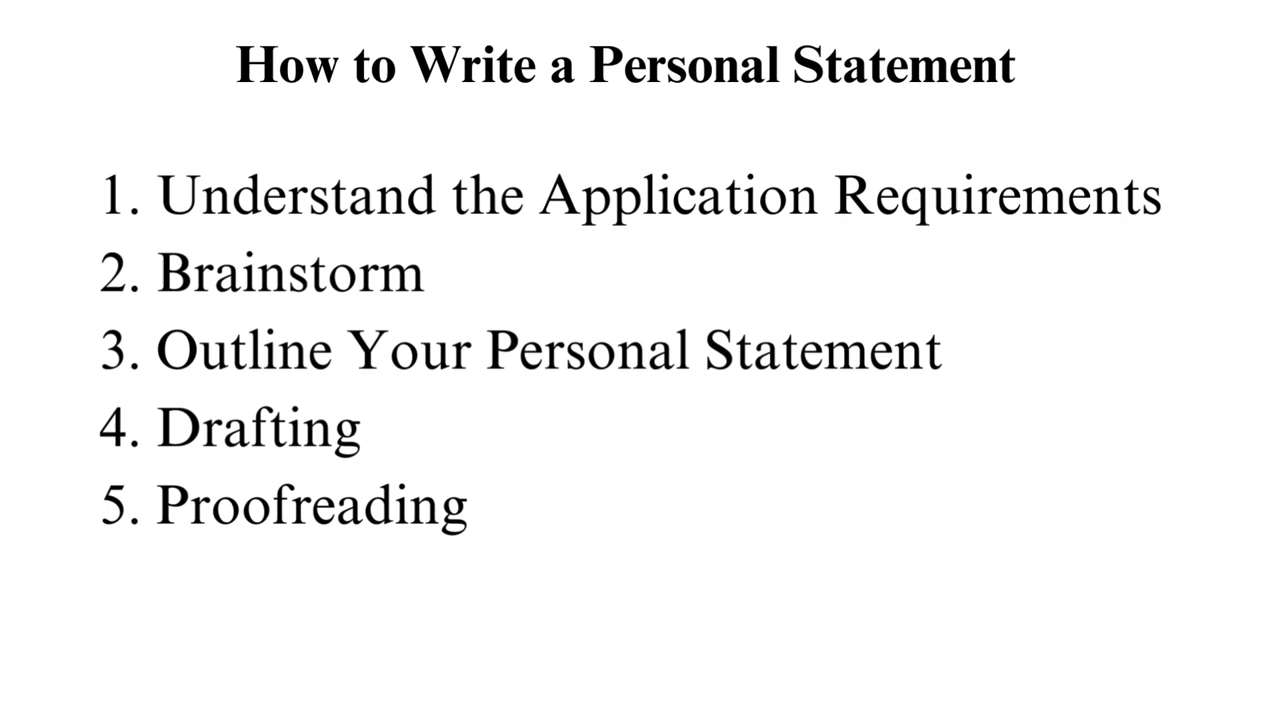 How to Write a Personal Statement
1. Understand the Application Requirements
2. Brainstorm
3. Outline Your Personal Statement
4. Drafting
5. Proofreading